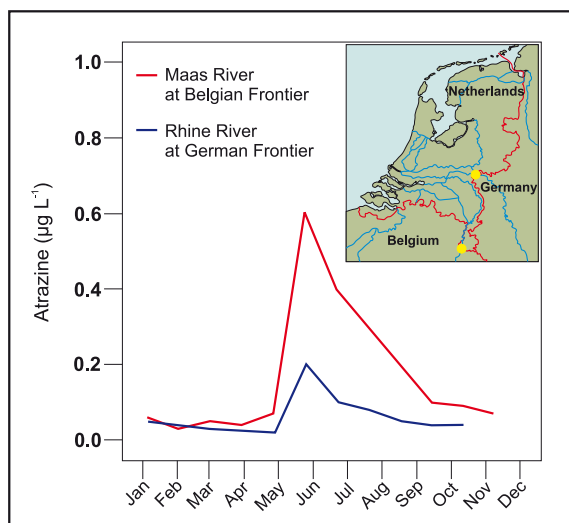 1.0
0.8
0.6
0.4
0.2
0.0
Atrazine (µg L⁻¹)
Maas River
at Belgian Frontier
Rhine River
at German Frontier
Netherlands
Germany
Belgium
Jan
Feb
Mar
Apr
May
Jun
Jul
Aug
Sep
Oct
Nov
Dec